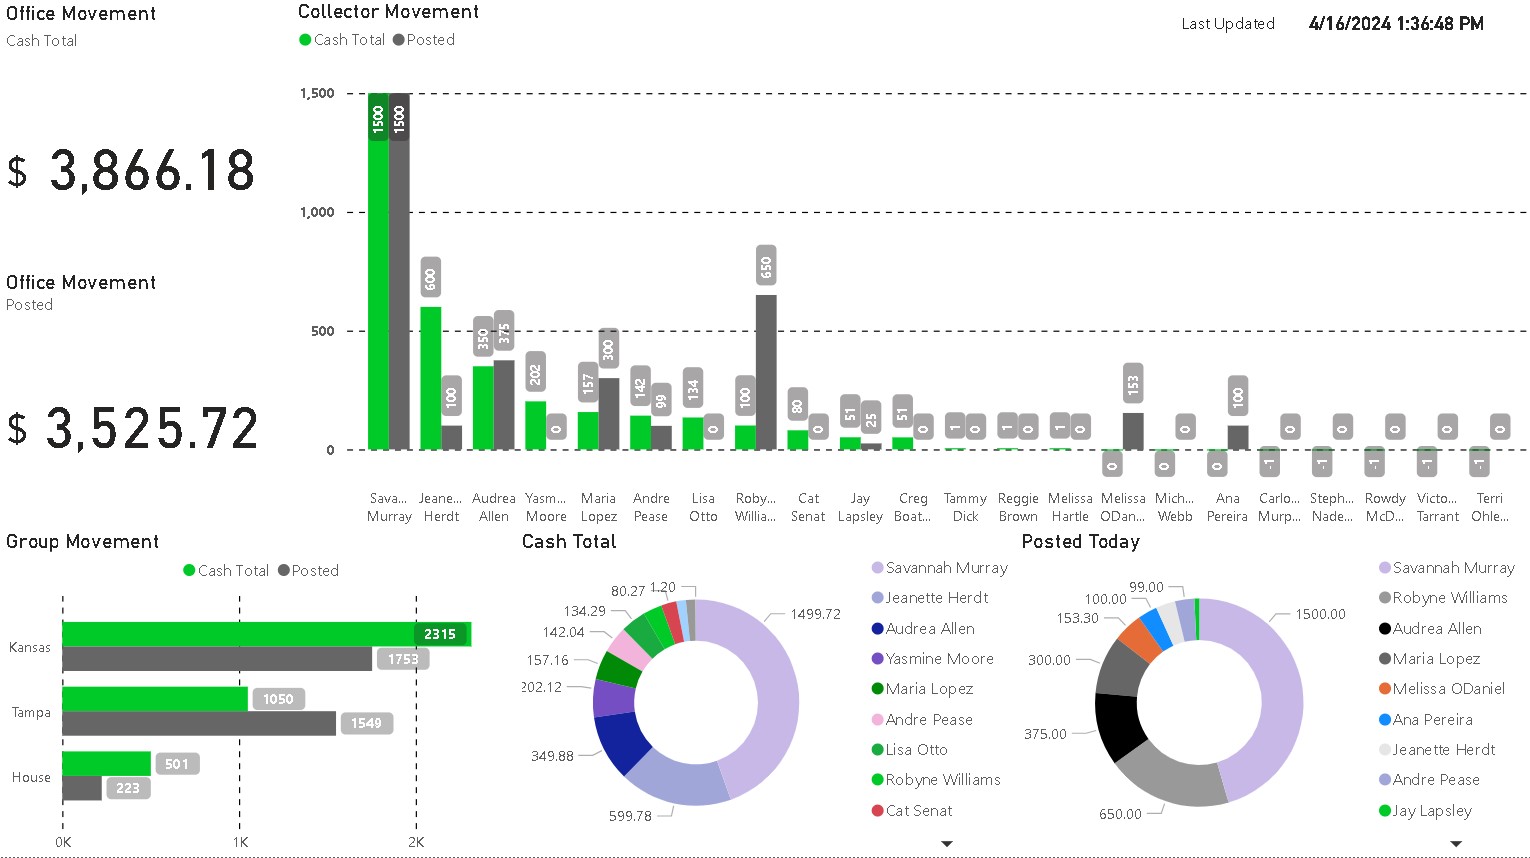 Office Movement
Cash Total
$ 3,866.18
Office Movement
Posted
$ 3,525.72
Collector Movement
Cash Total Posted
Last Updated 4/16/2024 1:36:48 PM
1,500
1,000
500
0
1500 1500
600 100
350 375
202 0
157 300
142 99
134 0
100 650
80 0
51 25
51 0
1 0
1 0
1 0
0 153
0 0
0 100
-1 0
-1 0
-1 0
-1 0
-1 0
Sava... Murray
Jeane... Herdt
Audrea Allen
Yasm... Moore
Maria Lopez
Andre Pease
Lisa Otto
Roby... Willia...
Cat Senat
Jay Lapsley
Creg Boat...
Tammy Dick
Reggie Brown
Melissa Hartle
Melissa ODan...
Mich... Webb
Ana Pereira
Carlo... Murp...
Steph... Nade...
Rowdy McD...
Victo... Tarrant
Terri Ohle...
Group Movement
Cash Total Posted
Kansas 2315
1753
Tampa 1050
1549
House 501
223
0K 1K 2K
Cash Total
1499.72
599.78
349.88
202.12
157.16
142.04
134.29
80.27
1.20
Savannah Murray
Jeanette Herdt
Audrea Allen
Yasmine Moore
Maria Lopez
Andre Pease
Lisa Otto
Robyne Williams
Cat Senat
Posted Today
1500.00
650.00
375.00
300.00
153.30
100.00
99.00
Savannah Murray
Robyne Williams
Audrea Allen
Maria Lopez
Melissa ODaniel
Ana Pereira
Jeanette Herdt
Andre Pease
Jay Lapsley